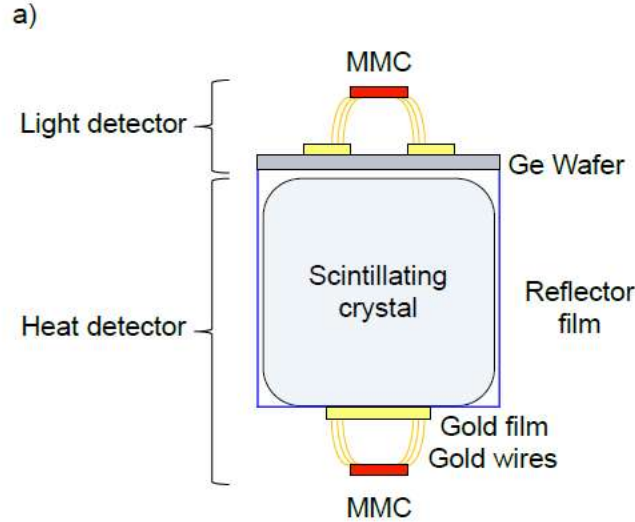 a)
MMC
Light detector
Ge Wafer
Scintillating
crystal
Reflector
film
Heat detector
Gold film
Gold wires
MMC